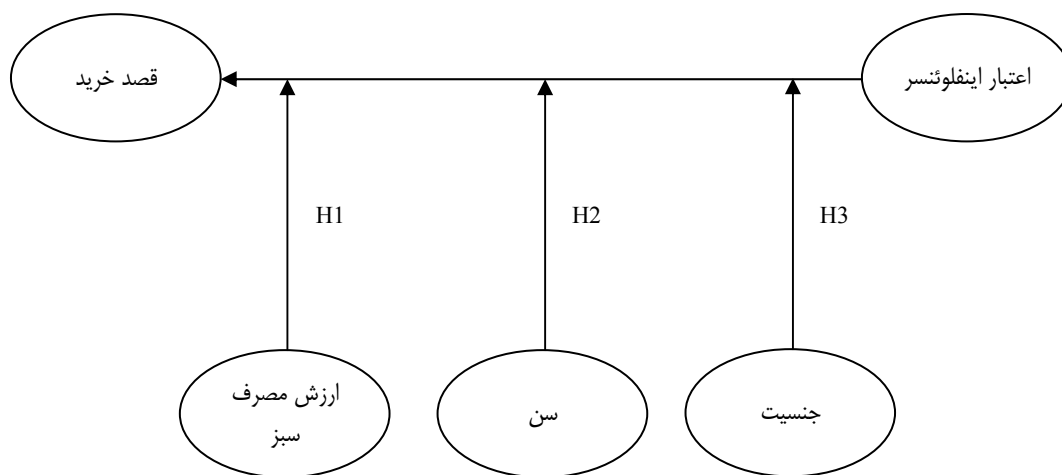 اعتبار اینفلوئنسر
قصد خرید
H1
H2
H3
ارزش مصرف
سبز
سن
جنسیت